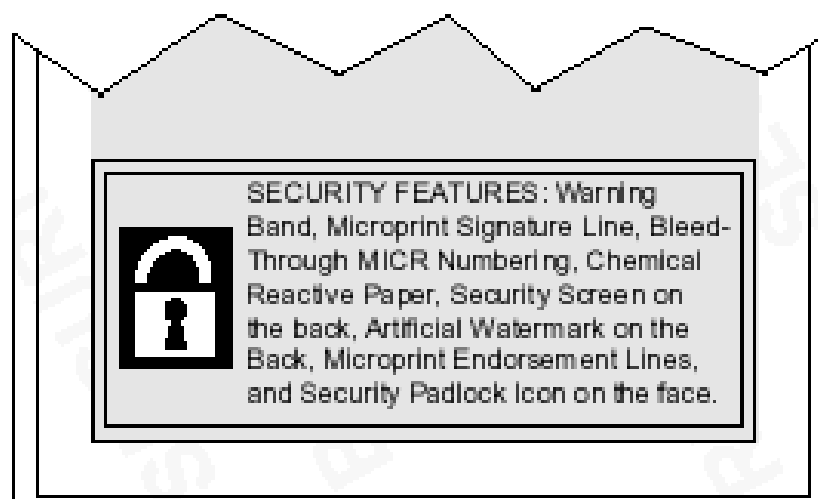 SECURITY FEATURES: Warning
Band, Microprint Signature Line, Bleed-
Through MICR Numbering, Chemical
Reactive Paper, Security Screen on
the back, Artificial Watermark on the
Back, Microprint Endorsement Lines,
and Security Padlock icon on the face.